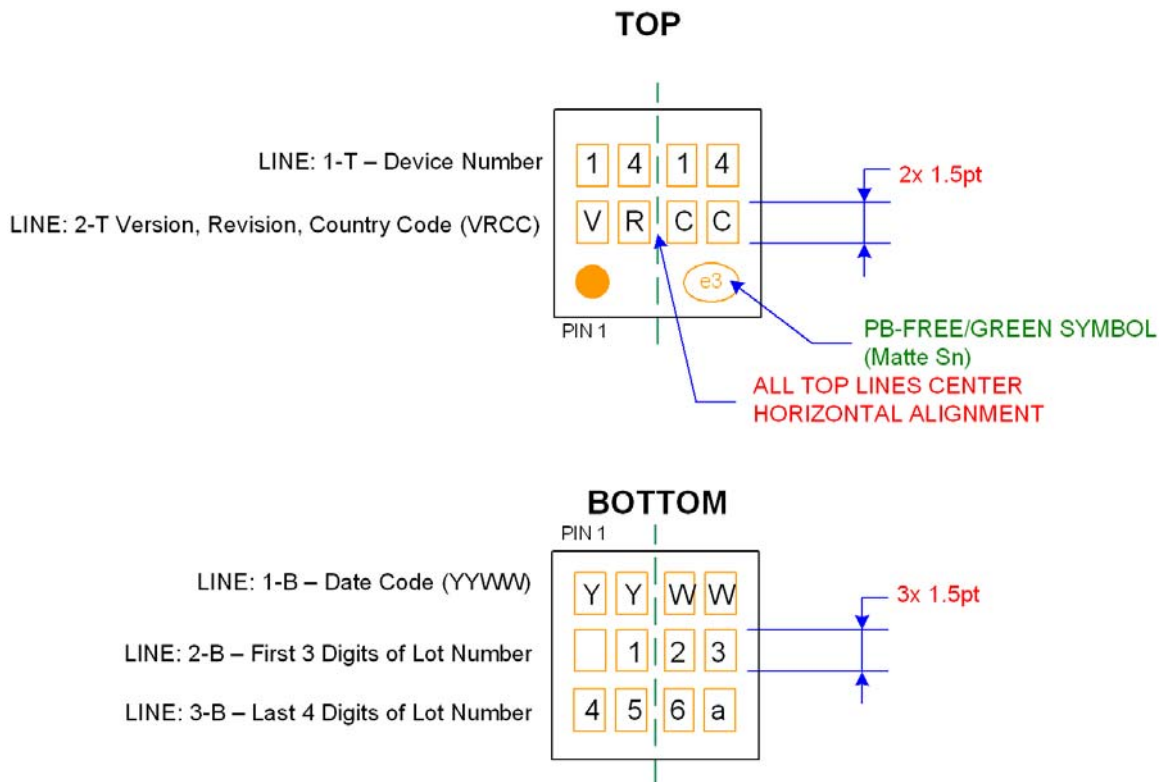 TOP
LINE: 1-T – Device Number
1 4 1 4
2x 1.5pt
LINE: 2-T Version, Revision, Country Code (VRCC)
V R C C
e3
PIN 1
PB-FREE/GREEN SYMBOL
(Matte Sn)
ALL TOP LINES CENTER
HORIZONTAL ALIGNMENT
BOTTOM
PIN 1
LINE: 1-B – Date Code (YYWW)
Y Y W W
3x 1.5pt
LINE: 2-B – First 3 Digits of Lot Number
1 2 3
LINE: 3-B – Last 4 Digits of Lot Number
4 5 6 a